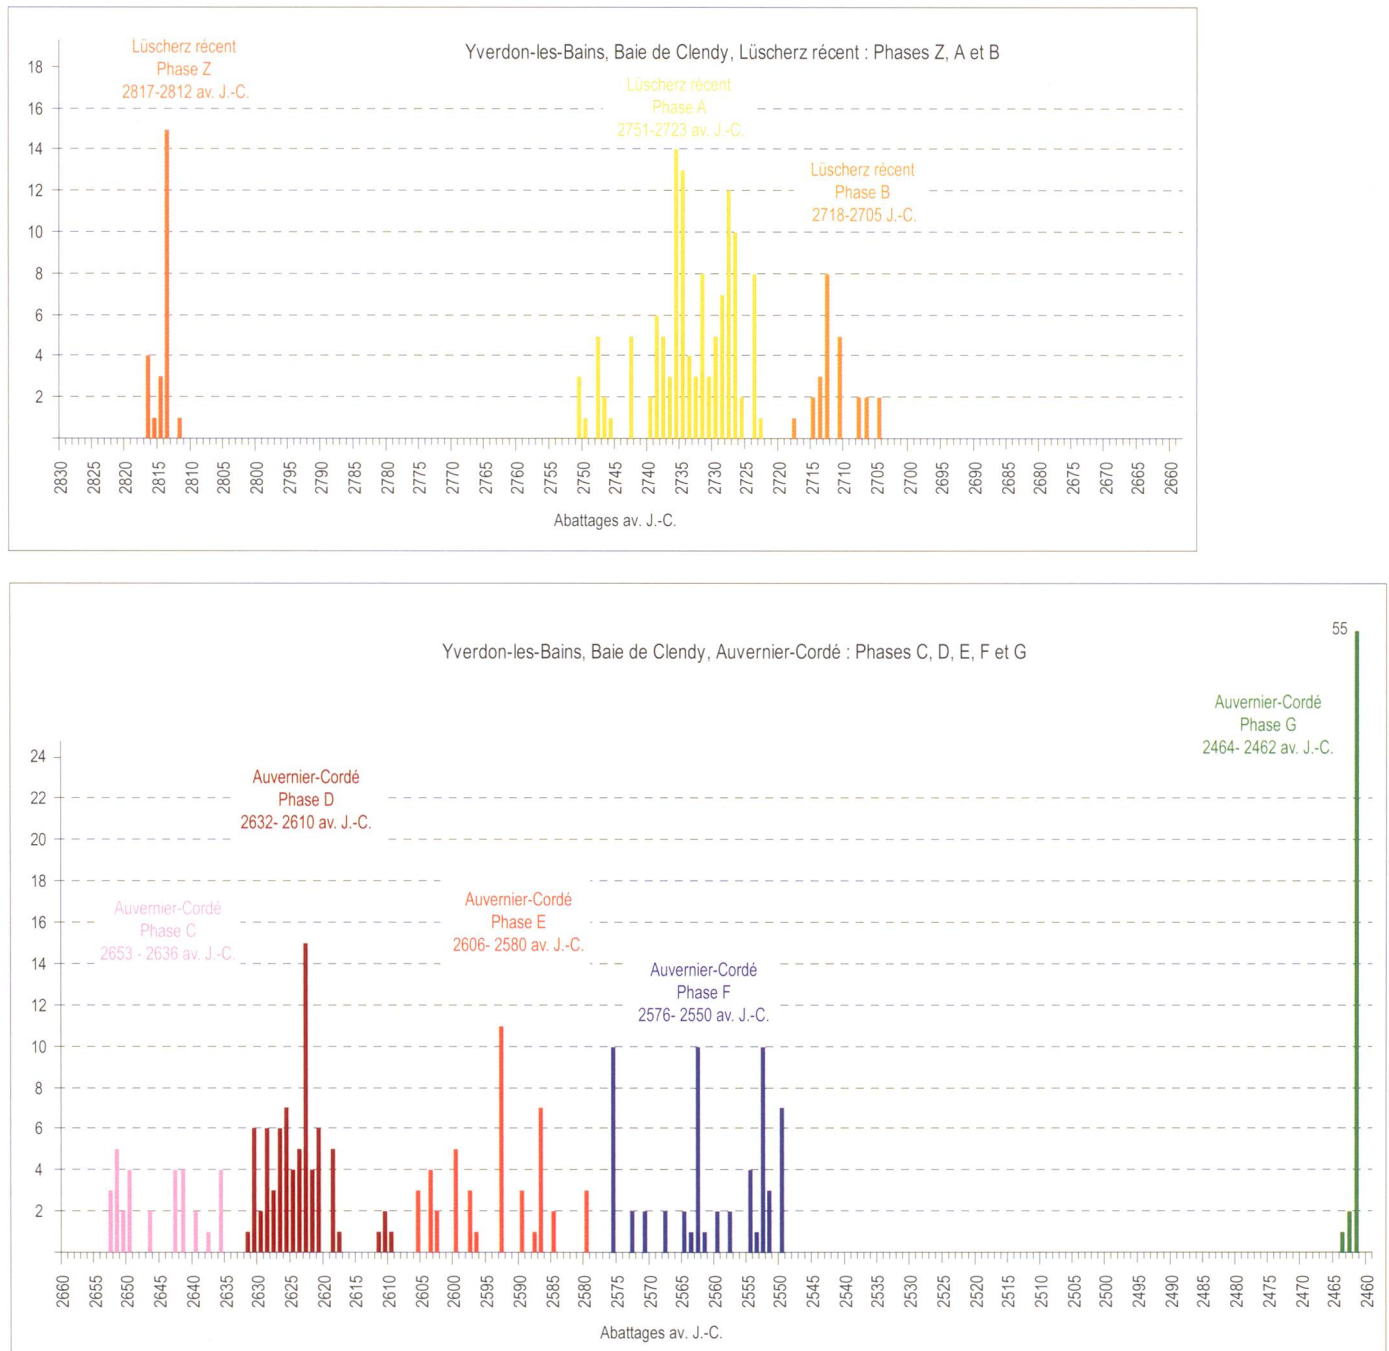 Yverdon-les-Bains, Baie de Clendy, Lüscherz récent : Phases Z, A et B
Lüscherz récent
Phase Z
2817-2812 av. J.-C.
Lüscherz récent
Phase A
2751-2723 av. J.-C.
Lüscherz récent
Phase B
2718-2705 J.-C.
18
16
14
12
10
8
6
4
2
2830 2825 2820 2815 2810 2805 2800 2795 2790 2785 2780 2775 2770 2765 2760 2755 2750 2745 2740 2735 2730 2725 2720 2715 2710 2705 2700 2695 2690 2685 2680 2675 2670 2665 2660
Abattages av. J.-C.
55
Yverdon-les-Bains, Baie de Clendy, Auvernier-Cordé : Phases C, D, E, F et G
Auvernier-Cordé
Phase G
2464- 2462 av. J.-C.
Auvernier-Cordé
Phase D
2632- 2610 av. J.-C.
Auvernier-Cordé
Phase E
2606- 2580 av. J.-C.
Auvernier-Cordé
Phase C
2653 - 2636 av. J.-C.
Auvernier-Cordé
Phase F
2576- 2550 av. J.-C.
24
22
20
18
16
14
12
10
8
6
4
2
2660 2655 2650 2645 2640 2635 2630 2625 2620 2615 2610 2605 2600 2595 2590 2585 2580 2575 2570 2565 2560 2555 2550 2545 2540 2535 2530 2525 2520 2515 2510 2505 2500 2495 2490 2485 2480 2475 2470 2465 2460
Abattages av. J.-C.